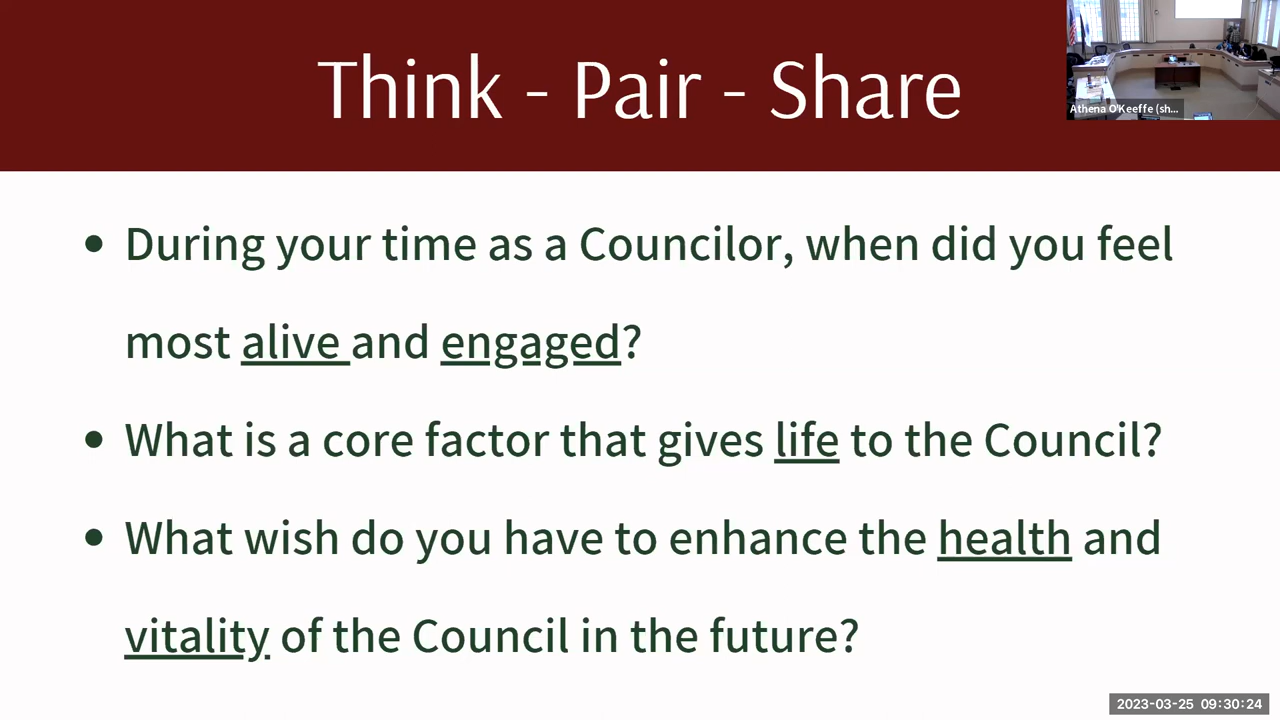 Think - Pair - Share
Athena O'Keeffe (sh...
• During your time as a Councilor, when did you feel
most alive and engaged?
• What is a core factor that gives life to the Council?
• What wish do you have to enhance the health and
vitality of the Council in the future?
2023-03-25 09:30:24